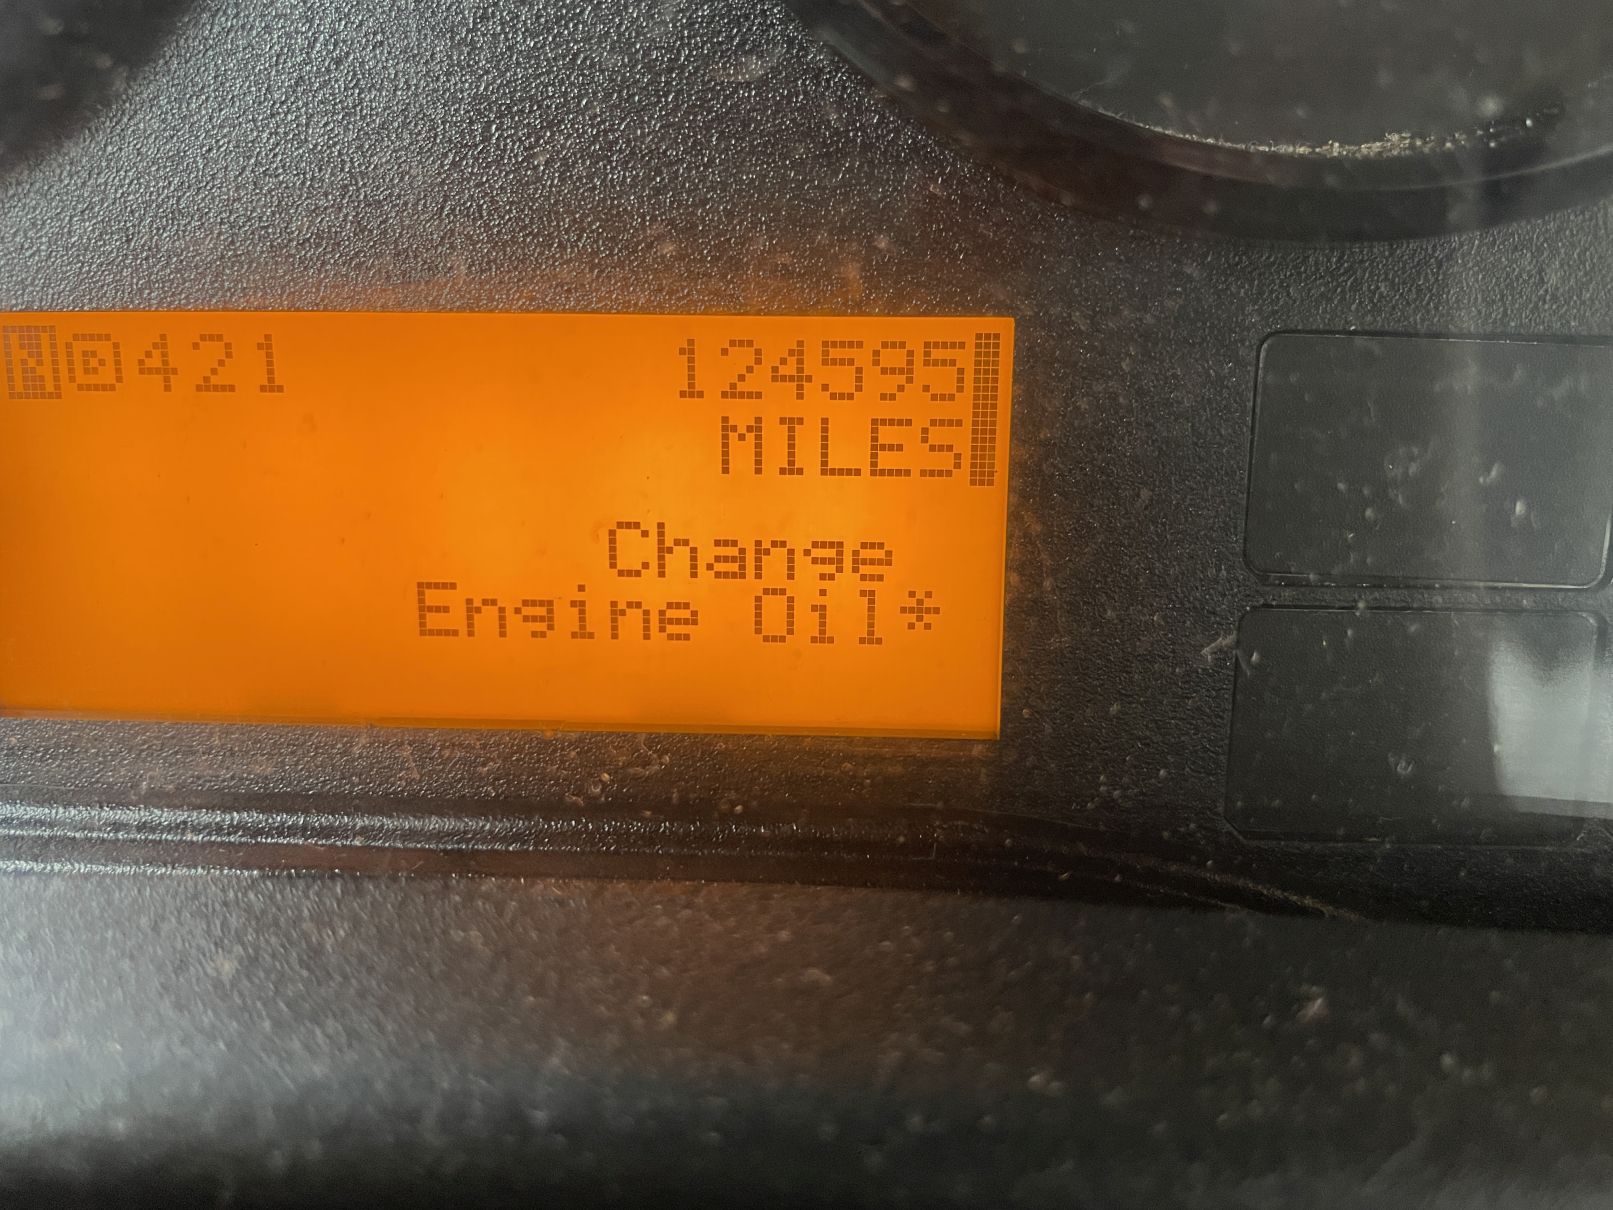 421 124595
MILES
Change
Engine Oil*